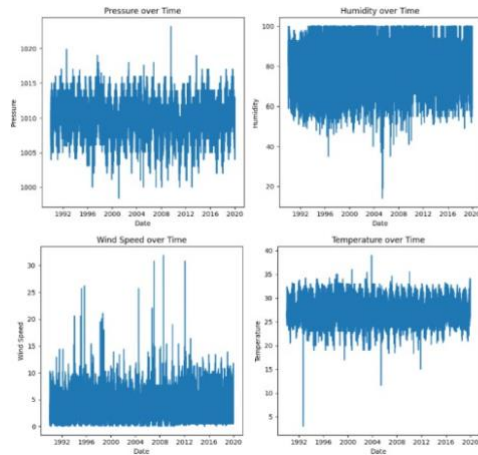 Pressure over Time
Pressure
1020
1015
1010
1005
1000
1992 1996 2000 2004 2008 2012 2016 2020
Date
Humidity over Time
Humidity
100
80
60
40
20
1992 1996 2000 2004 2008 2012 2016 2020
Date
Wind Speed over Time
Wind Speed
30
25
20
15
10
5
0
1992 1996 2000 2004 2008 2012 2016 2020
Date
Temperature over Time
Temperature
40
35
30
25
20
15
10
5
1992 1996 2000 2004 2008 2012 2016 2020
Date